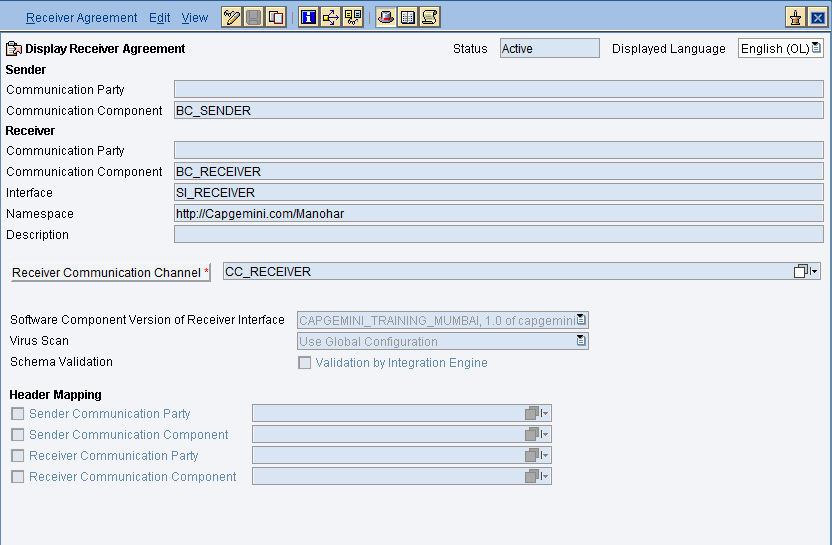 Receiver Agreement Edit View
Display Receiver Agreement Status Active Displayed Language English (OL)
Sender
Communication Party
Communication Component BC_SENDER
Receiver
Communication Party
Communication Component BC_RECEIVER
Interface SI_RECEIVER
Namespace http://Capgemini.com/Manohar
Description
Receiver Communication Channel * CC_RECEIVER
Software Component Version of Receiver Interface CAPGEMINI_TRAINING_MUMBAI, 1.0 of capgemini
Virus Scan Use Global Configuration
Schema Validation Validation by Integration Engine
Header Mapping
Sender Communication Party
Sender Communication Component
Receiver Communication Party
Receiver Communication Component